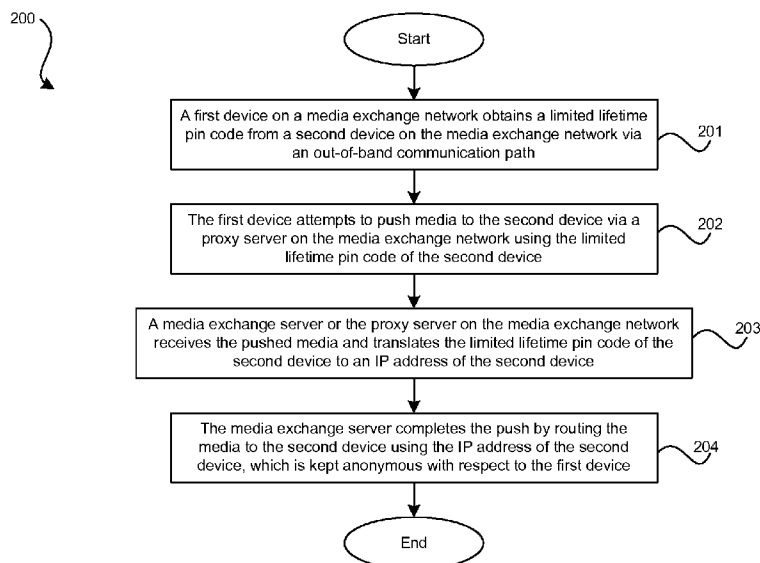 200
Start
A first device on a media exchange network obtains a limited lifetime
pin code from a second device on the media exchange network via
an out-of-band communication path
201
The first device attempts to push media to the second device via a
proxy server on the media exchange network using the limited
lifetime pin code of the second device
202
A media exchange server or the proxy server on the media exchange network
receives the pushed media and translates the limited lifetime pin code of the
second device to an IP address of the second device
203
The media exchange server completes the push by routing the
media to the second device using the IP address of the second
device, which is kept anonymous with respect to the first device
204
End